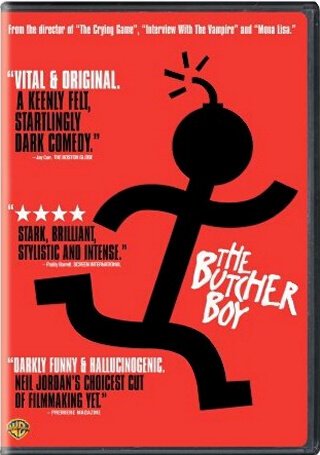 From the director of "The Crying Game", "Interview With The Vampire" and "Mona Lisa."
"VITAL & ORIGINAL.
A KEENLY FELT,
STARTLINGLY
DARK COMEDY."
– Jay Carr, THE BOSTON GLOBE
"★★★★
STARK, BRILLIANT,
STYLISTIC AND INTENSE."
SCREEN INTERNATIONAL
THE
BUTCHER
BOY
"DARKLY FUNNY & HALLUCINOGENIC.
NEIL JORDAN'S CHOICEST CUT
OF FILMMAKING YET."
– PREMIERE MAGAZINE
WB